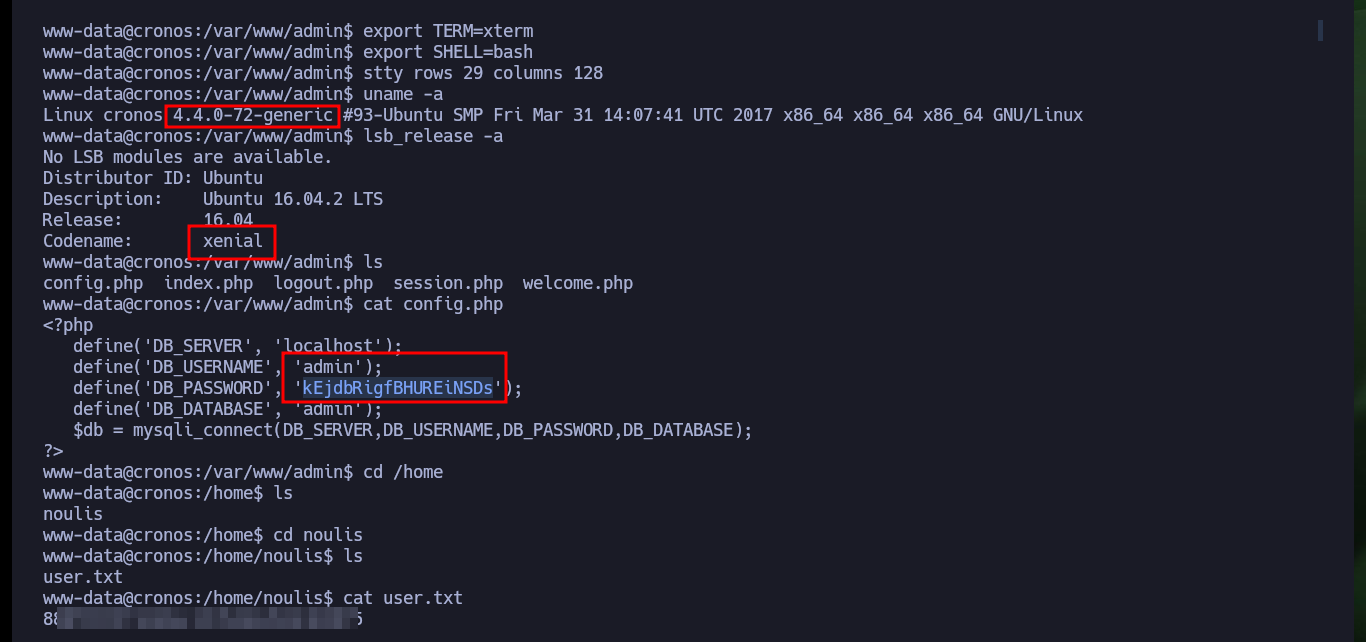 www-data@cronos:/var/www/admin$ export TERM=xterm
www-data@cronos:/var/www/admin$ export SHELL=bash
www-data@cronos:/var/www/admin$ stty rows 29 columns 128
www-data@cronos:/var/www/admin$ uname -a
Linux cronos 4.4.0-72-generic #93-Ubuntu SMP Fri Mar 31 14:07:41 UTC 2017 x86_64 x86_64 x86_64 GNU/Linux
www-data@cronos:/var/www/admin$ lsb_release -a
No LSB modules are available.
Distributor ID: Ubuntu
Description:    Ubuntu 16.04.2 LTS
Release:        16.04
Codename:       xenial
www-data@cronos:/var/www/admin$ ls
config.php  index.php  logout.php  session.php  welcome.php
www-data@cronos:/var/www/admin$ cat config.php
<?php
   define('DB_SERVER', 'localhost');
   define('DB_USERNAME', 'admin');
   define('DB_PASSWORD', 'kEjdbRigfBHUREiNSDs');
   define('DB_DATABASE', 'admin');
   $db = mysqli_connect(DB_SERVER,DB_USERNAME,DB_PASSWORD,DB_DATABASE);
?>
www-data@cronos:/var/www/admin$ cd /home
www-data@cronos:/home$ ls
noulis
www-data@cronos:/home$ cd noulis
www-data@cronos:/home/noulis$ ls
user.txt
www-data@cronos:/home/noulis$ cat user.txt